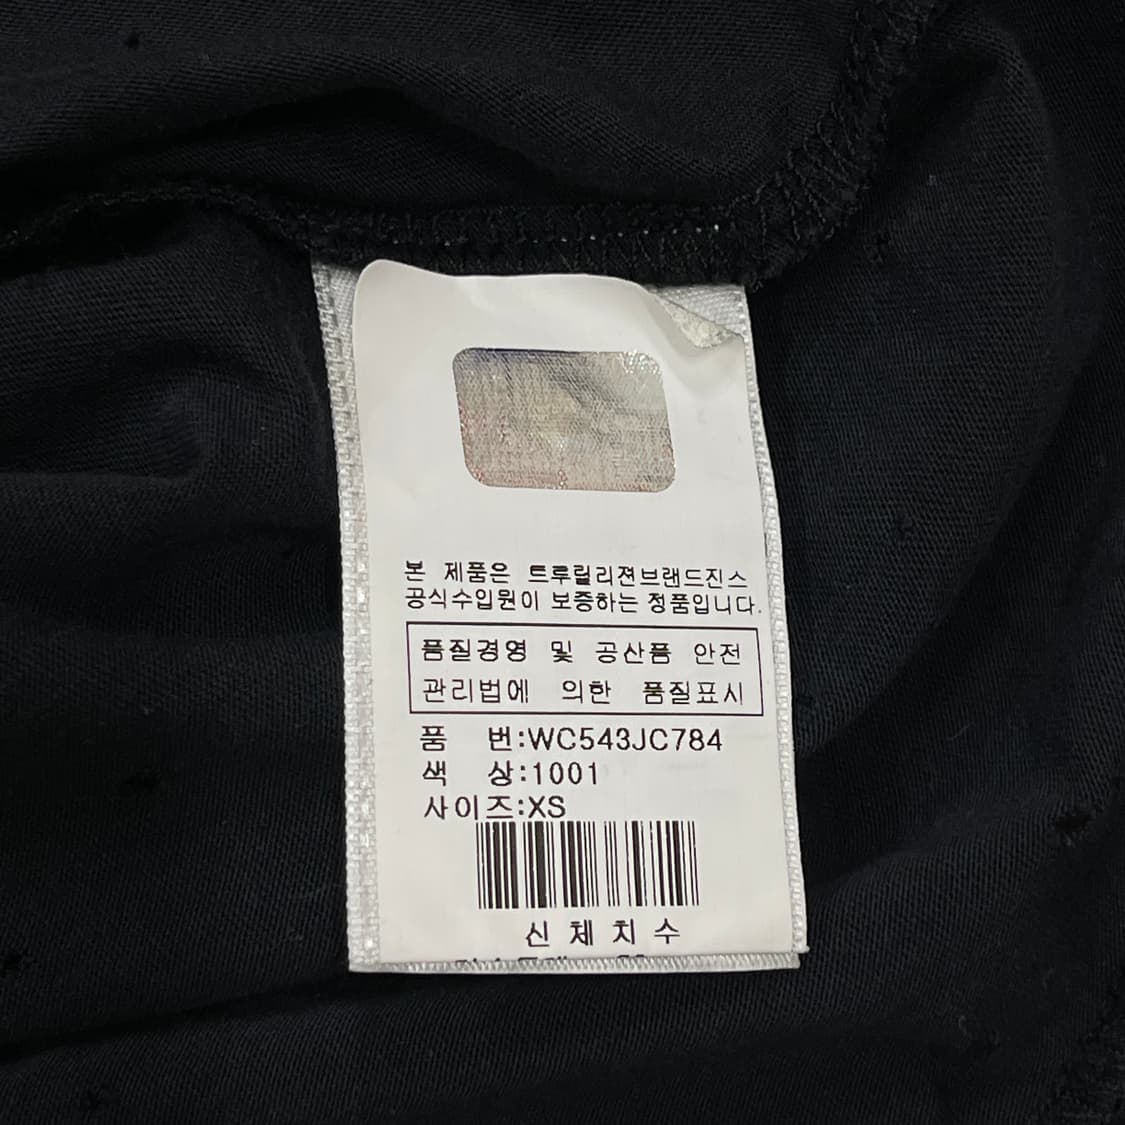 본 제품은 트루릴리젼브랜드진스
공식수입원이 보증하는 정품입니다.
품질경영 및 공산품 안전
관리법에 의한 품질표시
품 번:WC543JC784
색 상:1001
사이즈:XS
신체치수